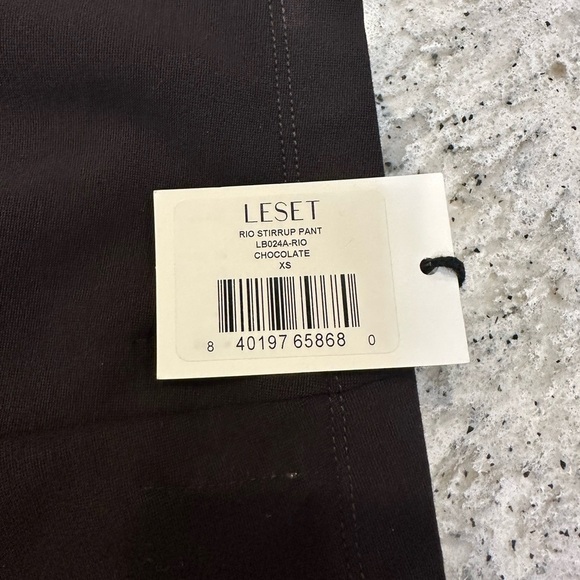 LESET
RIO STIRRUP PANT
LB024A-RIO
CHOCOLATE
XS
8 40197 65868 0